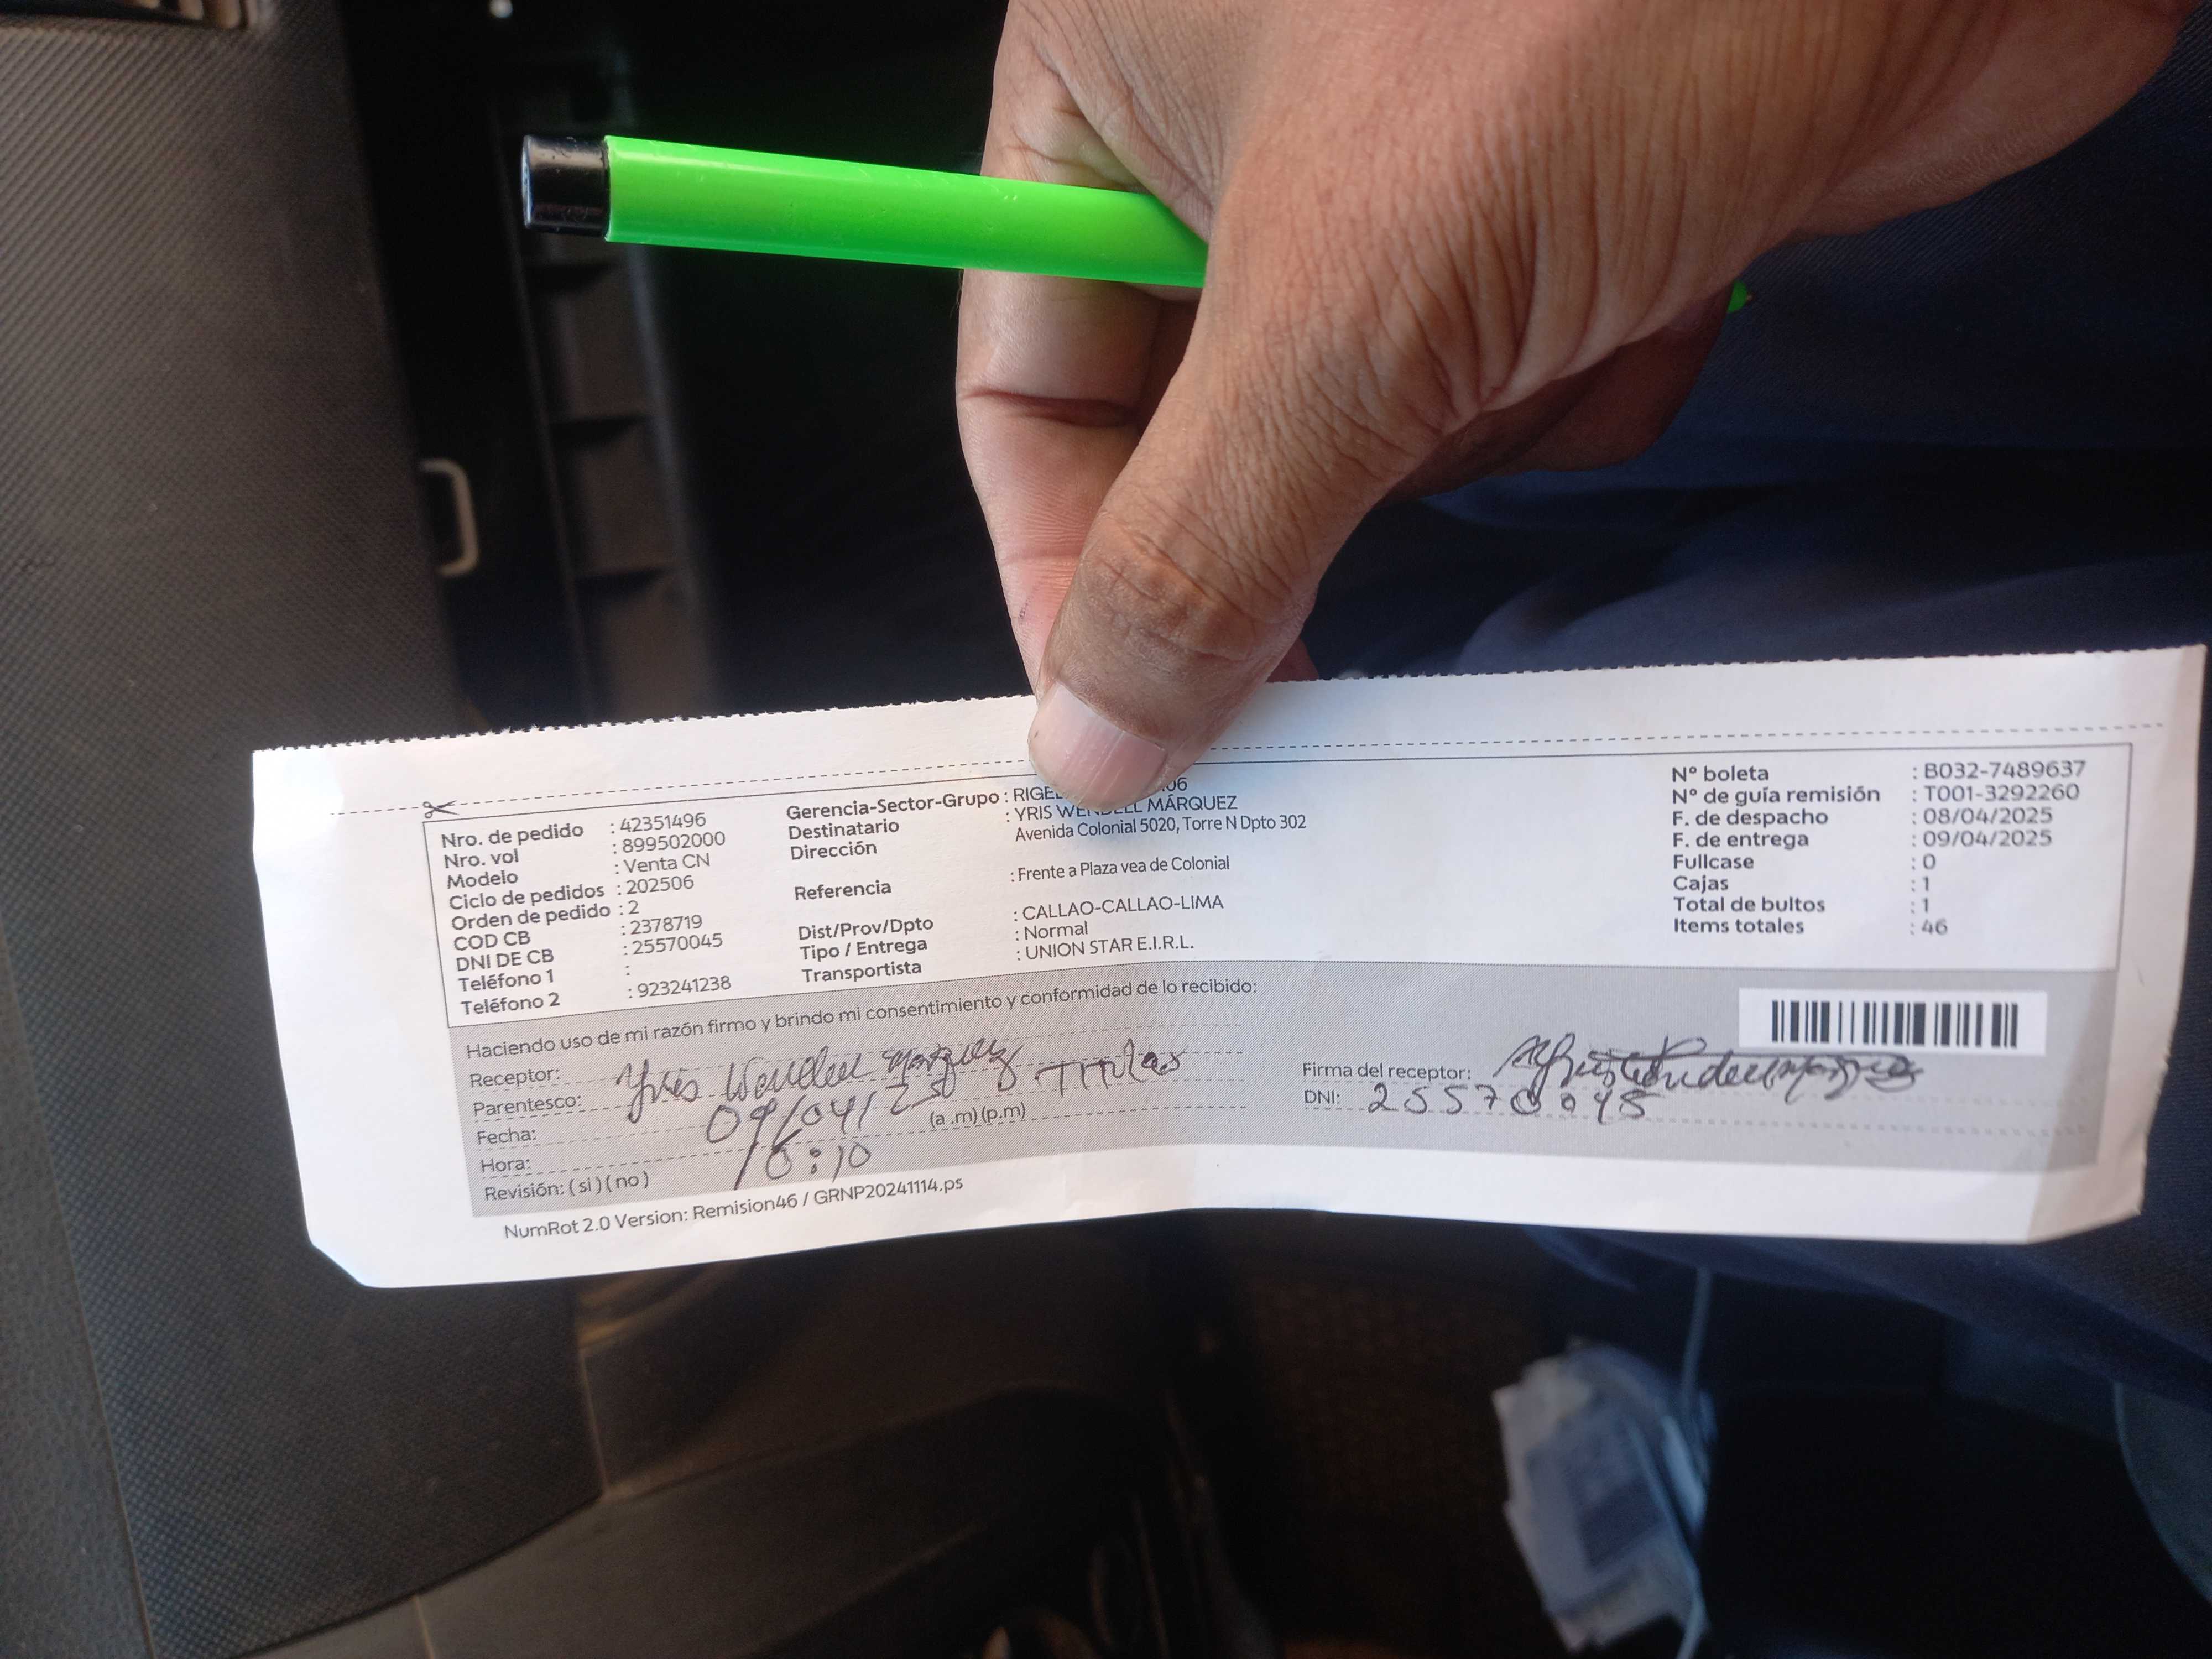 Nro. de pedido : 42351496
Nro. vol : 899502000
Modelo : Venta CN
Ciclo de pedidos : 202506
Orden de pedido : 2
COD CB : 2378719
DNI DE CB : 25570045
Teléfono 1 :
Teléfono 2 : 923241238
Gerencia-Sector-Grupo : 
Destinatario : YRIS WENDELL MÁRQUEZ
Dirección Avenida Colonial 5020, Torre N Dpto 302
Referencia : Frente a Plaza vea de Colonial
Dist/Prov/Dpto : CALLAO-CALLAO-LIMA
Tipo / Entrega : Normal
Transportista : UNION STAR E.I.R.L.
N° boleta : B032-7489637
N° de guía remisión : T001-3292260
F. de despacho : 08/04/2025
F. de entrega : 09/04/2025
Fullcase : 0
Cajas : 1
Total de bultos : 1
Items totales : 46
Haciendo uso de mi razón firmo y brindo mi consentimiento y conformidad de lo recibido:
Receptor: Yris Wendell Marquez
Parentesco: Titular
Fecha: 09/04/25
Hora: 10:10 (a .m) (p.m)
Revisión: ( si ) ( no )
Firma del receptor:
DNI: 25570045
NumRot 2.0 Version: Remision46 / GRNP20241114.ps